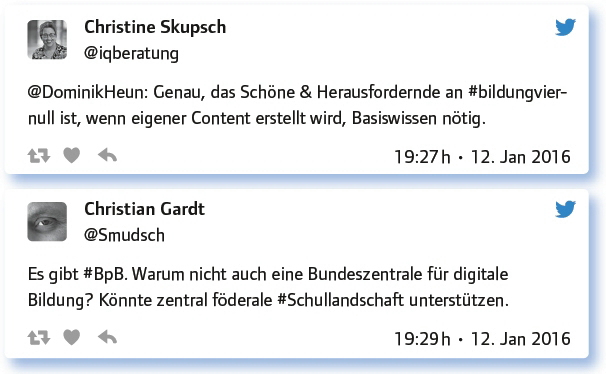 Christine Skupsch
@iqberatung
@DominikHeun: Genau, das Schöne & Herausfordernde an #bildungvier-
null ist, wenn eigener Content erstellt wird, Basiswissen nötig.
19:27 h · 12. Jan 2016
Christian Gardt
@Smudsch
Es gibt #BpB. Warum nicht auch eine Bundeszentrale für digitale
Bildung? Könnte zentral föderale #Schullandschaft unterstützen.
19:29 h · 12. Jan 2016